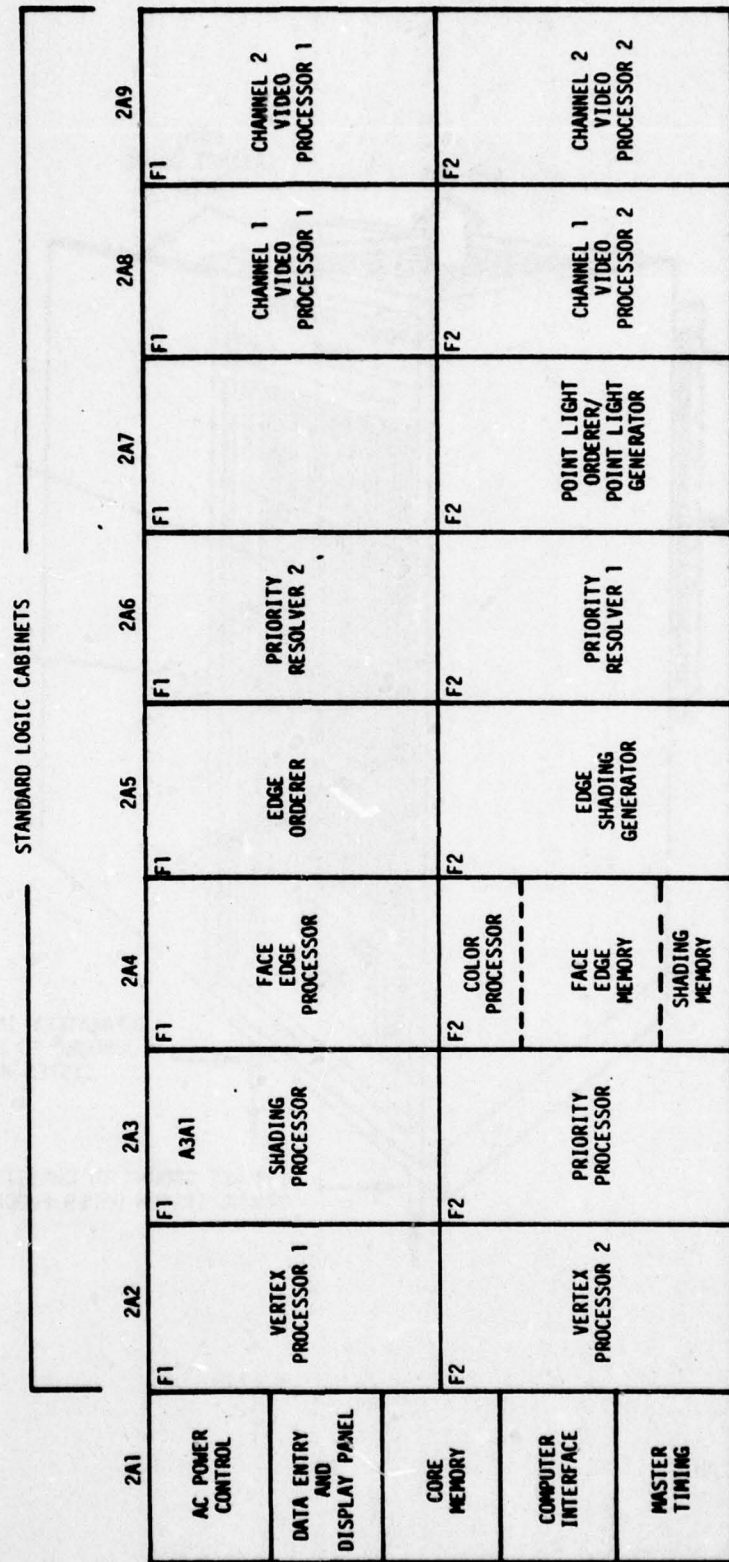 STANDARD LOGIC CABINETS
2A1
2A2
2A3
2A4
2A5
2A6
2A7
2A8
2A9
AC POWER
CONTROL
DATA ENTRY
AND
DISPLAY PANEL
CORE
MEMORY
COMPUTER
INTERFACE
MASTER
TIMING
F1
VERTEX
PROCESSOR 1
F2
VERTEX
PROCESSOR 2
F1
A3A1
SHADING
PROCESSOR
F2
PRIORITY
PROCESSOR
F1
FACE
EDGE
PROCESSOR
F2
COLOR
PROCESSOR
FACE
EDGE
MEMORY
SHADING
MEMORY
F1
EDGE
ORDERER
F2
EDGE
SHADING
GENERATOR
F1
PRIORITY
RESOLVER 2
F2
PRIORITY
RESOLVER 1
F1
F2
POINT LIGHT
ORDERER/
POINT LIGHT
GENERATOR
F1
CHANNEL 1
VIDEO
PROCESSOR 1
F2
CHANNEL 1
VIDEO
PROCESSOR 2
F1
CHANNEL 2
VIDEO
PROCESSOR 1
F2
CHANNEL 2
VIDEO
PROCESSOR 2